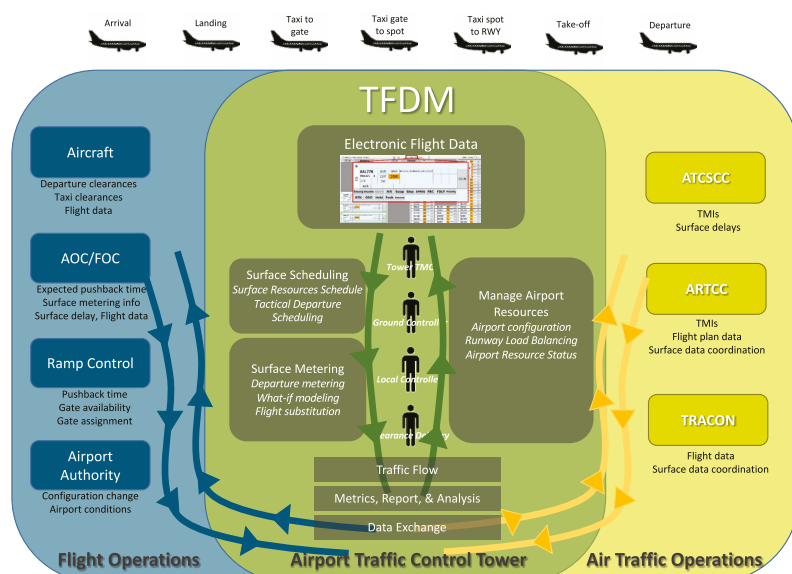 Arrival
Landing
Taxi to
gate
Taxi gate
to spot
Taxi spot
to RWY
Take-off
Departure
TFDM
Electronic Flight Data
Aircraft
Departure clearances
Taxi clearances
Flight data
AOC/FOC
Expected pushback time
Surface metering info
Surface delay, Flight data
Ramp Control
Pushback time
Gate availability
Gate assignment
Airport
Authority
Configuration change
Airport conditions
Surface Scheduling
Surface Resources Schedule
Tactical Departure
Scheduling
Surface Metering
Departure metering
What-if modeling
Flight substitution
Tower TMC
Ground Controlle
Local Controlle
earance De
ery
Manage Airport
Resources
Airport configuration
Runway Load Balancing
Airport Resource Status
Traffic Flow
Metrics, Report, & Analysis
Data Exchange
ATCSCC
TMIs
Surface delays
ARTCC
TMIs
Flight plan data
Surface data coordination
TRACON
Flight data
Surface data coordination
Flight Operations
Airport Traffic Control Tower
Air Traffic Operations